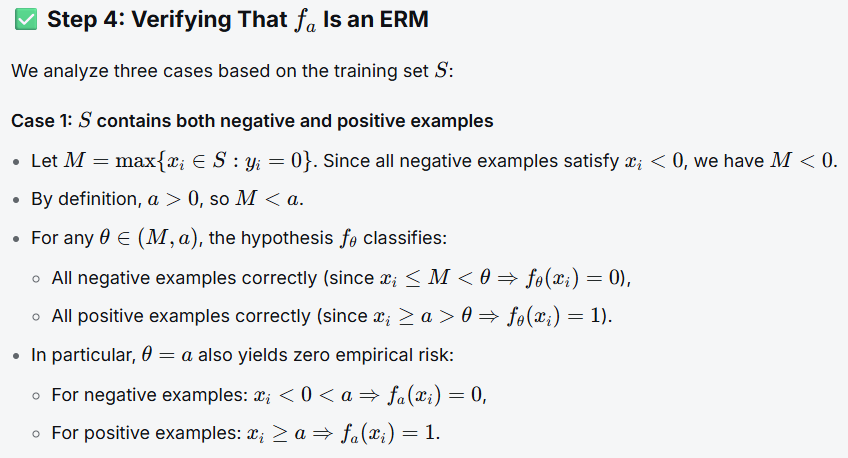 ✅ Step 4: Verifying That $f_a$ Is an ERM
We analyze three cases based on the training set $S$:
Case 1: $S$ contains both negative and positive examples
• Let $M = \max\{x_i \in S : y_i = 0\}$. Since all negative examples satisfy $x_i < 0$, we have $M < 0$.
• By definition, $a > 0$, so $M < a$.
• For any $\theta \in (M, a)$, the hypothesis $f_\theta$ classifies:
◦ All negative examples correctly (since $x_i \leq M < \theta \Rightarrow f_\theta(x_i) = 0$),
◦ All positive examples correctly (since $x_i \geq a > \theta \Rightarrow f_\theta(x_i) = 1$).
• In particular, $\theta = a$ also yields zero empirical risk:
◦ For negative examples: $x_i < 0 < a \Rightarrow f_a(x_i) = 0$,
◦ For positive examples: $x_i \geq a \Rightarrow f_a(x_i) = 1$.